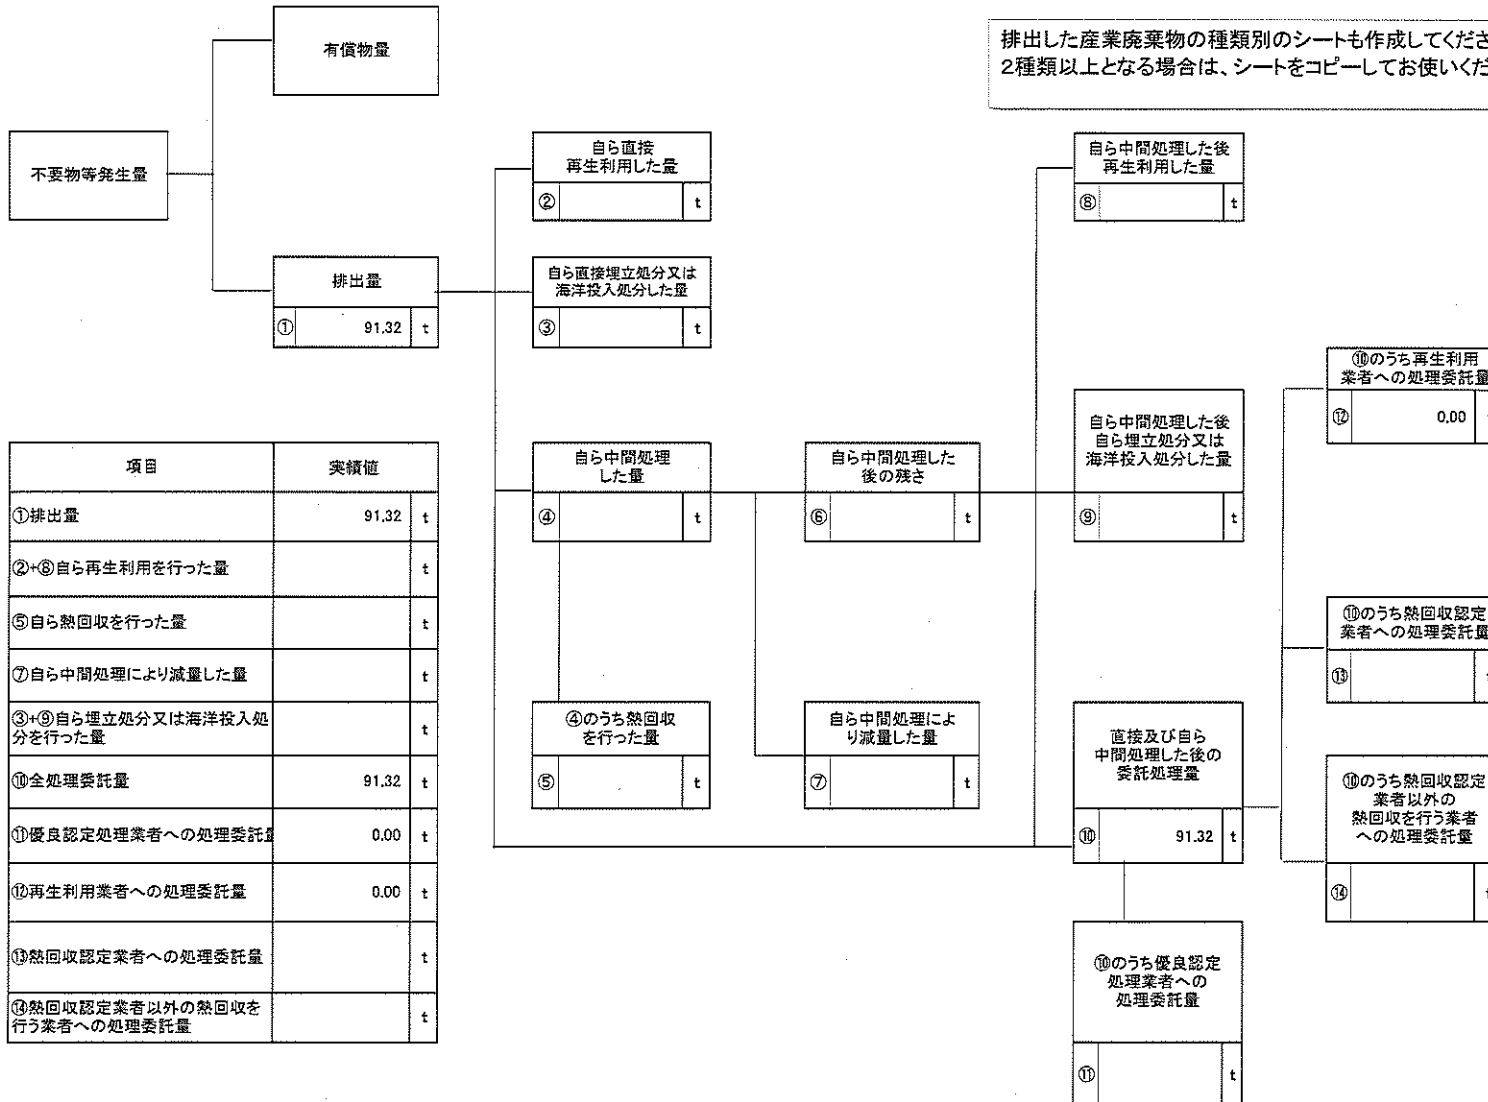 有償物量
排出した産業廃棄物の種類別のシートも作成してくださ
2種類以上となる場合は、シートをコピーしてお使いくだ
不要物等発生量
自ら直接
再生利用した量
② t
自ら中間処理した後
再生利用した量
⑧ t
排出量
① 91.32 t
自ら直接埋立処分又は
海洋投入処分した量
③ t
⑩のうち再生利用
業者への処理委託量
⑫ 0.00
自ら中間処理した後
自ら埋立処分又は
海洋投入処分した量
⑨ t
自ら中間処理
した量
④ t
自ら中間処理した
後の残さ
⑥ t
項目 実績値
①排出量 91.32 t
②+⑧自ら再生利用を行った量 t
⑤自ら熱回収を行った量 t
⑦自ら中間処理により減量した量 t
③+⑨自ら埋立処分又は海洋投入処
分を行った量 t
⑩全処理委託量 91.32 t
⑪優良認定処理業者への処理委託量 0.00 t
⑫再生利用業者への処理委託量 0.00 t
⑬熱回収認定業者への処理委託量 t
⑭熱回収認定業者以外の熱回収を
行う業者への処理委託量 t
⑩のうち熱回収認定
業者への処理委託量
⑬ t
④のうち熱回収
を行った量
⑤ t
自ら中間処理によ
り減量した量
⑦ t
直接及び自ら
中間処理した後の
委託処理量
⑩ 91.32 t
⑩のうち熱回収認定
業者以外の
熱回収を行う業者
への処理委託量
⑭ t
⑩のうち優良認定
処理業者への
処理委託量
⑪ t